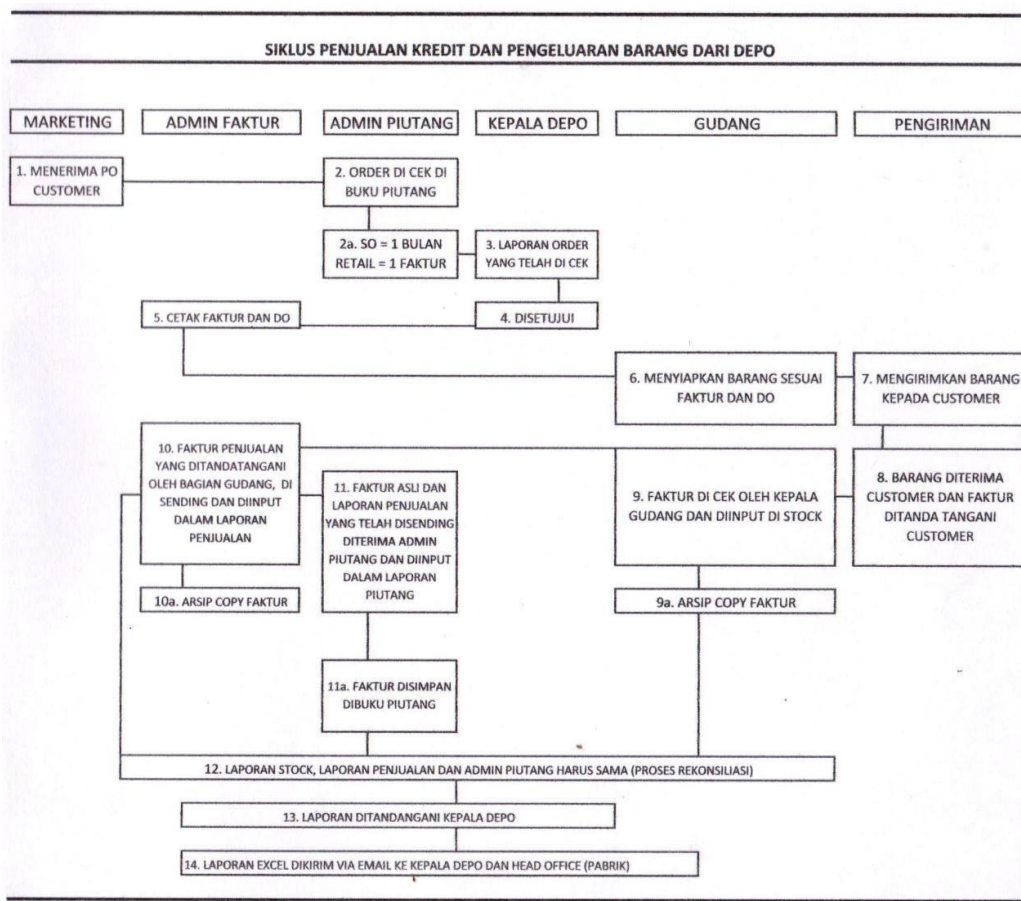 SIKLUS PENJUALAN KREDIT DAN PENGELUARAN BARANG DARI DEPO
MARKETING
ADMIN FAKTUR
ADMIN PIUTANG
KEPALA DEPO
GUDANG
PENGIRIMAN
1. MENERIMA PO
CUSTOMER
2. ORDER DI CEK DI
BUKU PIUTANG
2a. SO = 1 BULAN
RETAIL = 1 FAKTUR
3. LAPORAN ORDER
YANG TELAH DI CEK
4. DISETUJUI
5. CETAK FAKTUR DAN DO
6. MENYIAPKAN BARANG SESUAI
FAKTUR DAN DO
7. MENGIRIMKAN BARANG
KEPADA CUSTOMER
8. BARANG DITERIMA
CUSTOMER DAN FAKTUR
DITANDA TANGANI
CUSTOMER
9. FAKTUR DI CEK OLEH KEPALA
GUDANG DAN DIINPUT DI STOCK
9a. ARSIP COPY FAKTUR
10. FAKTUR PENJUALAN
YANG DITANDATANGANI
OLEH BAGIAN GUDANG, DI
SENDING DAN DIINPUT
DALAM LAPORAN
PENJUALAN
10a. ARSIP COPY FAKTUR
11. FAKTUR ASLI DAN
LAPORAN PENJUALAN
YANG TELAH DISENDING
DITERIMA ADMIN
PIUTANG DAN DIINPUT
DALAM LAPORAN
PIUTANG
11a. FAKTUR DISIMPAN
DIBUKU PIUTANG
12. LAPORAN STOCK, LAPORAN PENJUALAN DAN ADMIN PIUTANG HARUS SAMA (PROSES REKONSILIASI)
13. LAPORAN DITANDANGANI KEPALA DEPO
14. LAPORAN EXCEL DIKIRIM VIA EMAIL KE KEPALA DEPO DAN HEAD OFFICE (PABRIK)